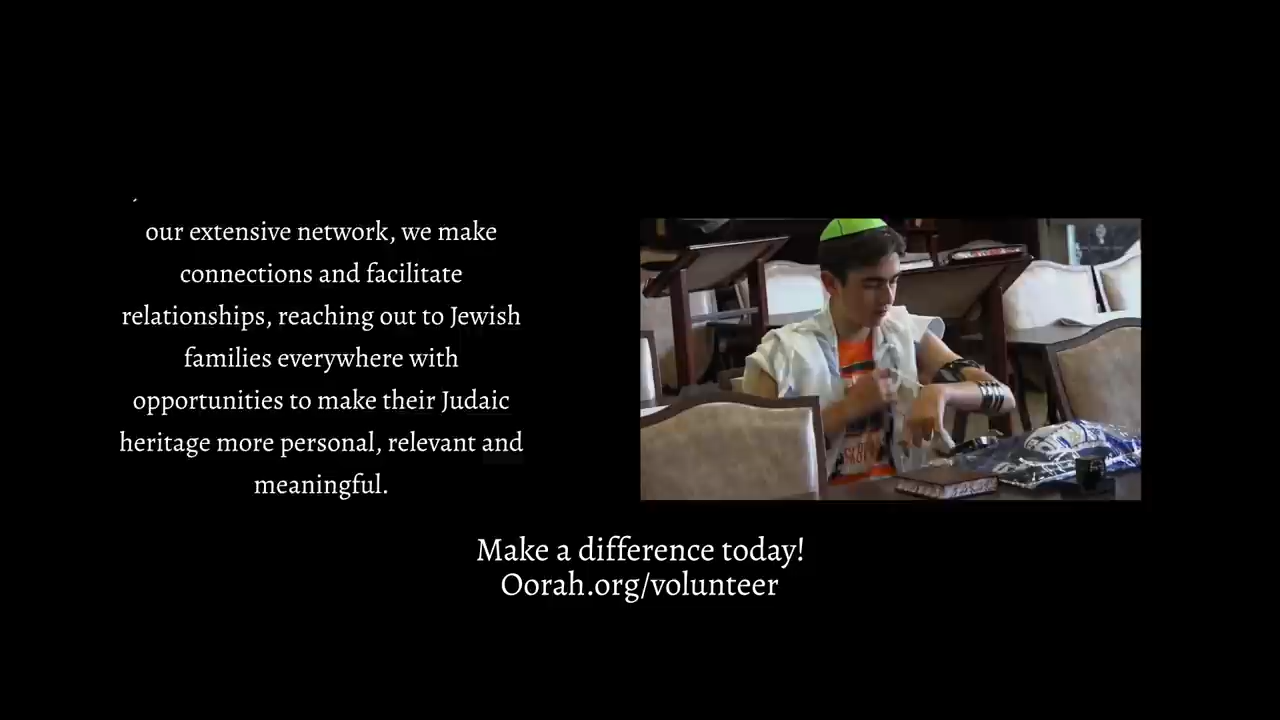 our extensive network, we make
connections and facilitate
relationships, reaching out to Jewish
families everywhere with
opportunities to make their Judaic
heritage more personal, relevant and
meaningful.
Make a difference today!
Oorah.org/volunteer